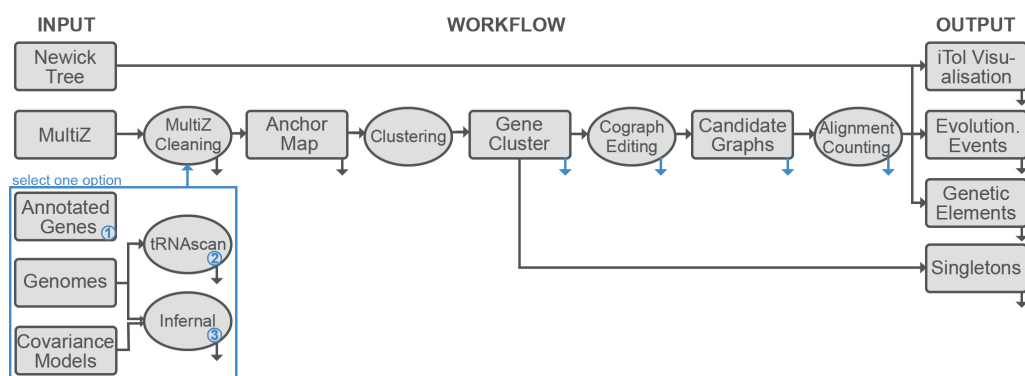 INPUT
WORKFLOW
OUTPUT
Newick
Tree
iTol Visu-
alisation
MultiZ
MultiZ
Cleaning
Anchor
Map
Clustering
Gene
Cluster
Cograph
Editing
Candidate
Graphs
Alignment
Counting
Evolution.
Events
select one option
Annotated
Genes 1
tRNAscan
2
Genetic
Elements
Genomes
Singletons
Infernal
3
Covariance
Models